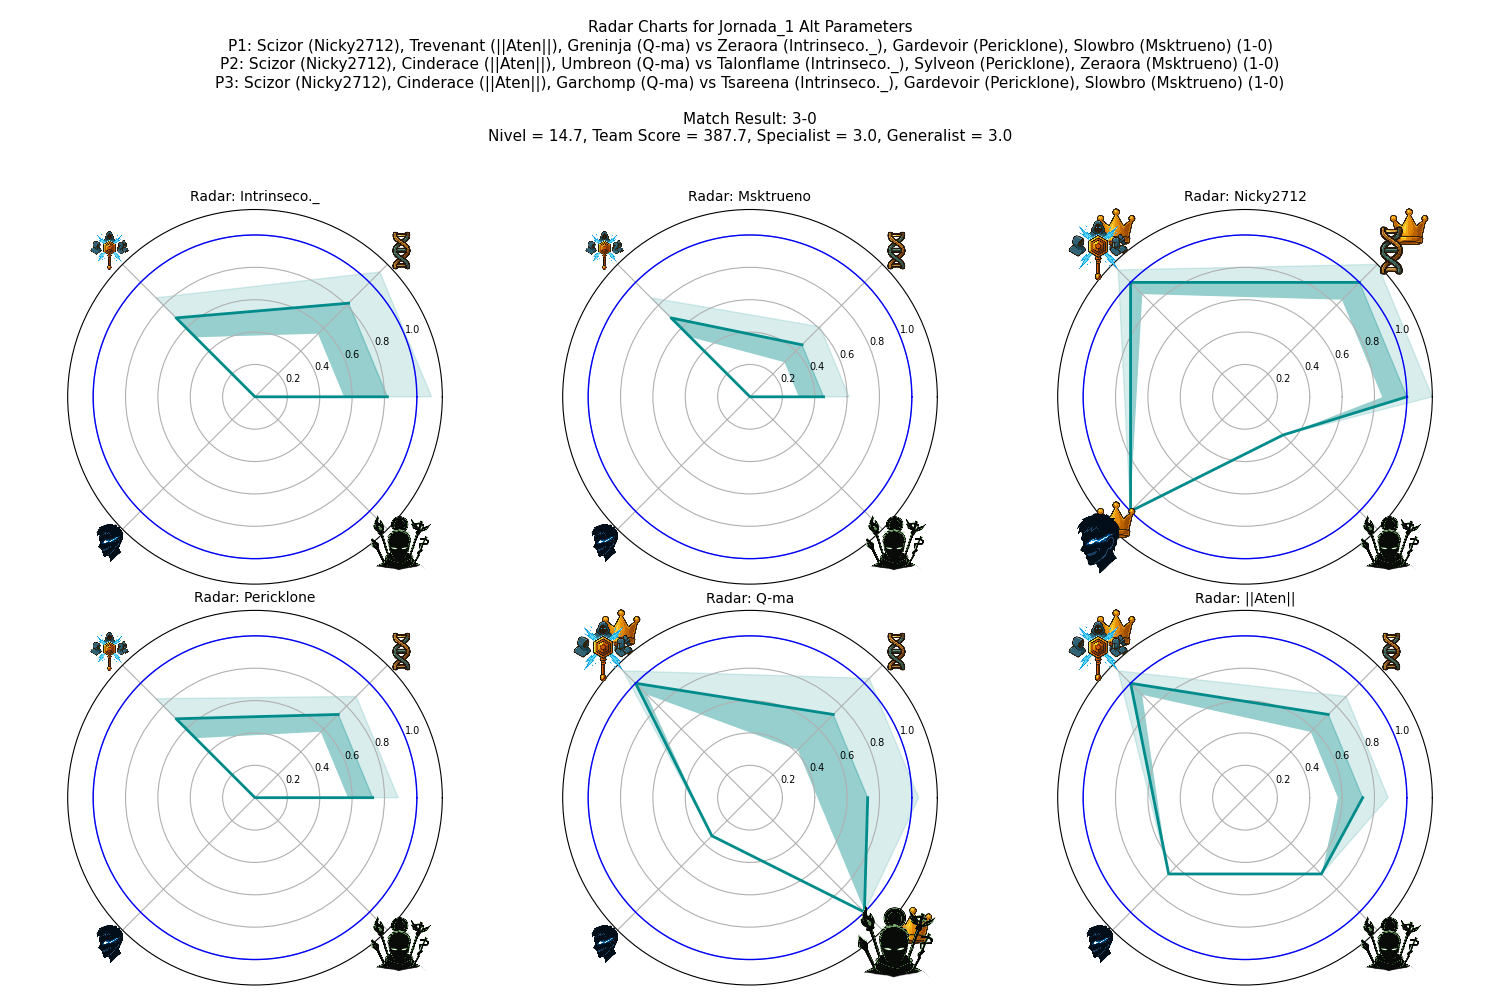 Radar Charts for Jornada_1 Alt Parameters
P1: Scizor (Nicky2712), Trevenant (||Aten||), Greninja (Q-ma) vs Zeraora (Intrinseco._), Gardevoir (Pericklone), Slowbro (Msktrueno) (1-0)
P2: Scizor (Nicky2712), Cinderace (||Aten||), Umbreon (Q-ma) vs Talonflame (Intrinseco._), Sylveon (Pericklone), Zeraora (Msktrueno) (1-0)
P3: Scizor (Nicky2712), Cinderace (||Aten||), Garchomp (Q-ma) vs Tsareena (Intrinseco._), Gardevoir (Pericklone), Slowbro (Msktrueno) (1-0)
Match Result: 3-0
Nivel = 14.7, Team Score = 387.7, Specialist = 3.0, Generalist = 3.0
Radar: Intrinseco._
1.0
0.8
0.6
0.4
0.2
Radar: Msktrueno
1.0
0.8
0.6
0.4
0.2
Radar: Nicky2712
1.0
0.8
0.6
0.4
0.2
Radar: Pericklone
1.0
0.8
0.6
0.4
0.2
Radar: Q-ma
1.0
0.8
0.6
0.4
0.2
Radar: ||Aten||
1.0
0.8
0.6
0.4
0.2